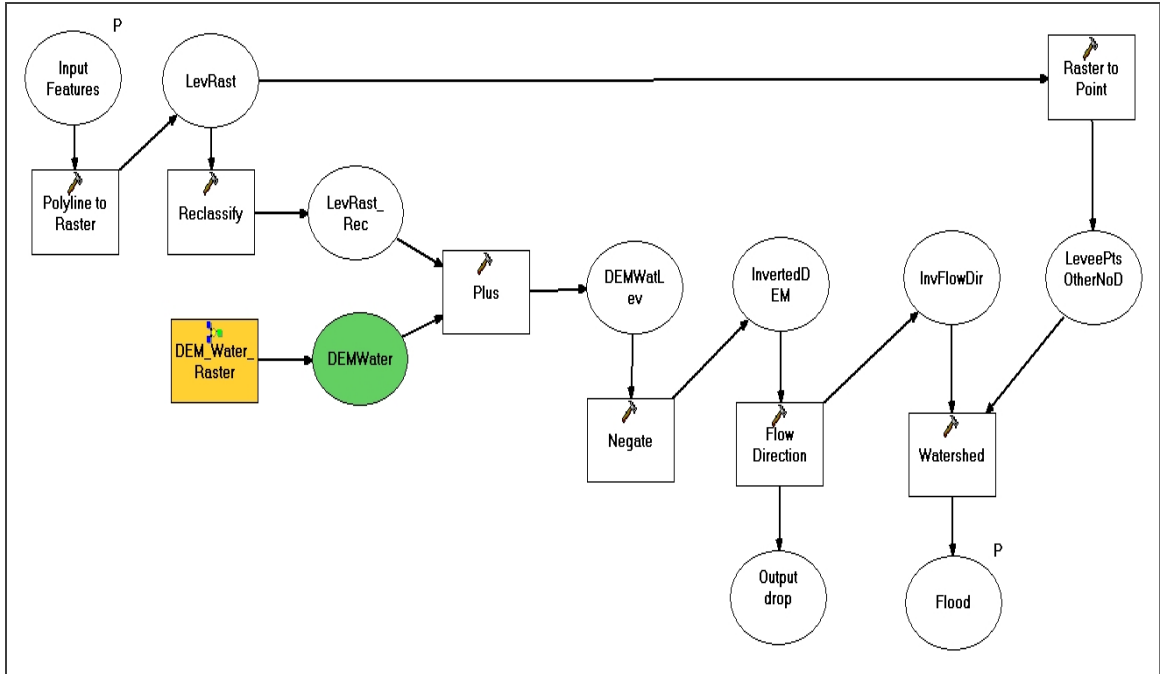 P
Input
Features
LevRast
Raster to
Point
Polyline to
Raster
Reclassify
LevRast_
Rec
Plus
DEMWatL
ev
InvertedD
EM
InvFlowDir
LeveePts
OtherNoD
DEM_Water_
Raster
DEMWater
Negate
Flow
Direction
Watershed
Output
drop
P
Flood